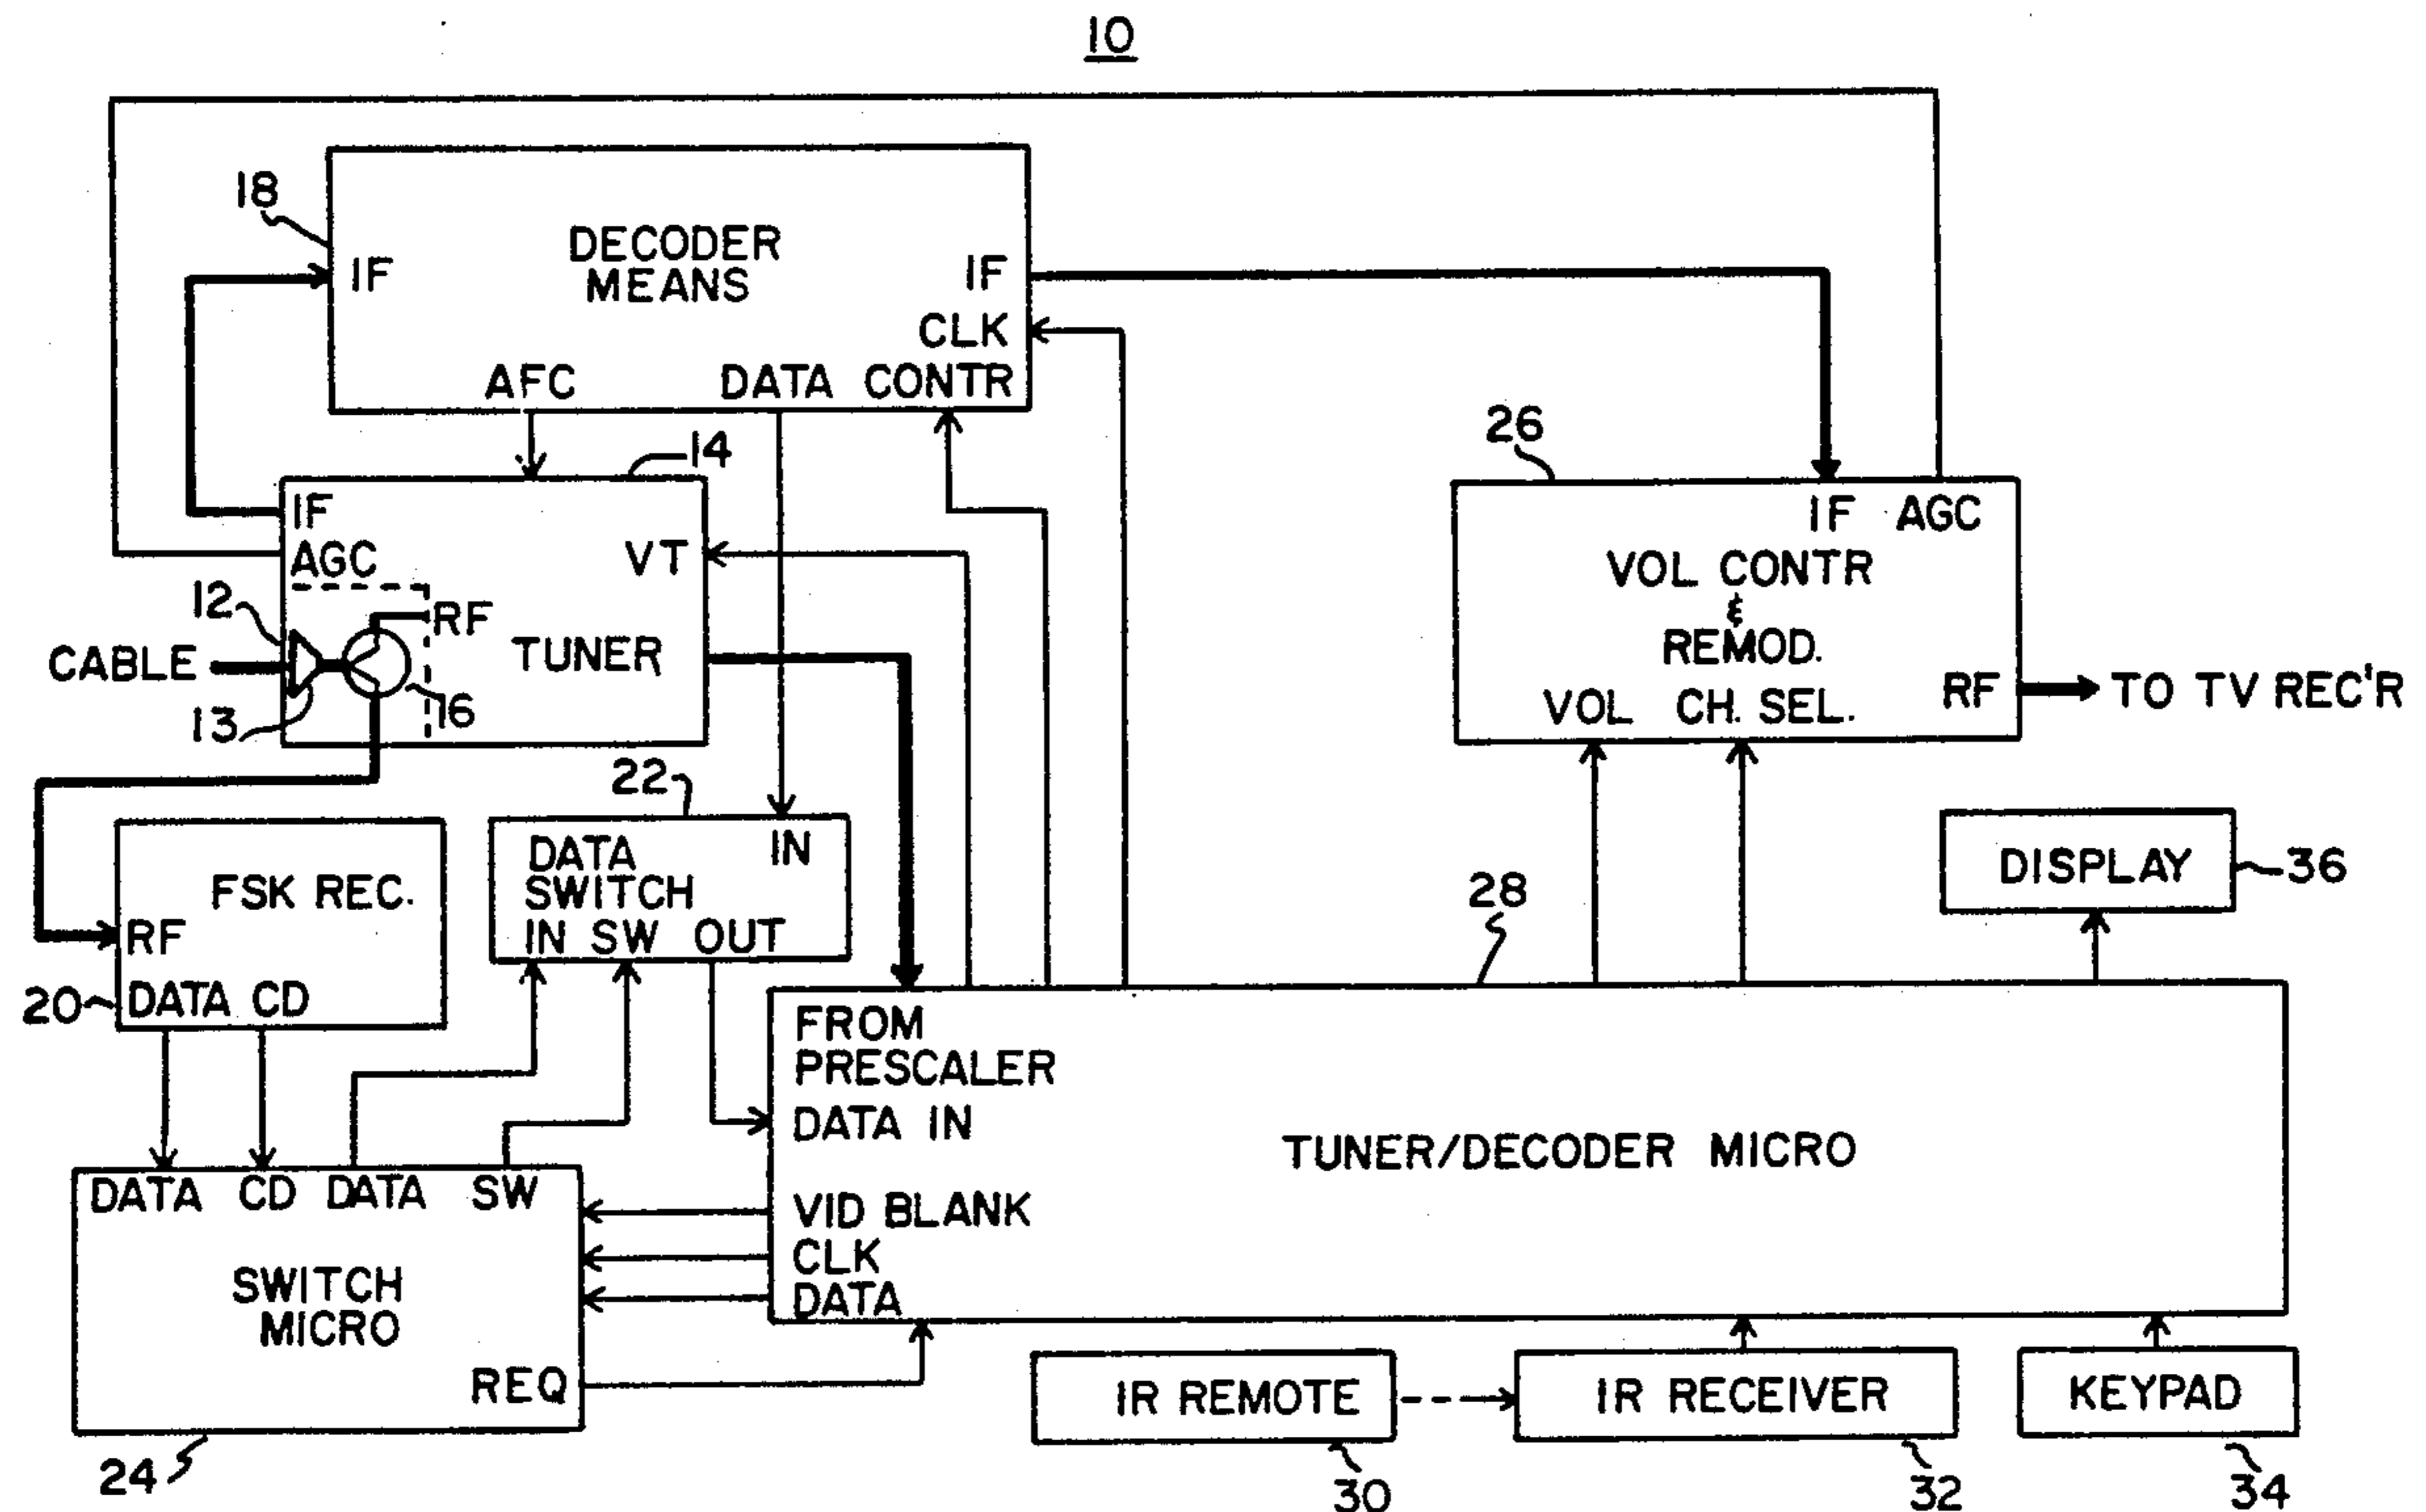 10
18
DECODER
MEANS
IF
IF
CLK
AFC
DATA
CONTR
14
26
IF
AGC
VT
12
RF
CABLE
TUNER
13
16
IF
AGC
VOL CONTR
&
REMOD.
VOL
CH. SEL.
RF
TO TV REC'R
22
DATA
SWITCH
IN
IN
SW
OUT
FSK REC.
RF
20
DATA
CD
28
DISPLAY
36
FROM
PRESCALER
DATA IN
TUNER/DECODER MICRO
VID BLANK
CLK
DATA
DATA
CD
DATA
SW
SWITCH
MICRO
REQ
24
IR REMOTE
30
IR RECEIVER
32
KEYPAD
34